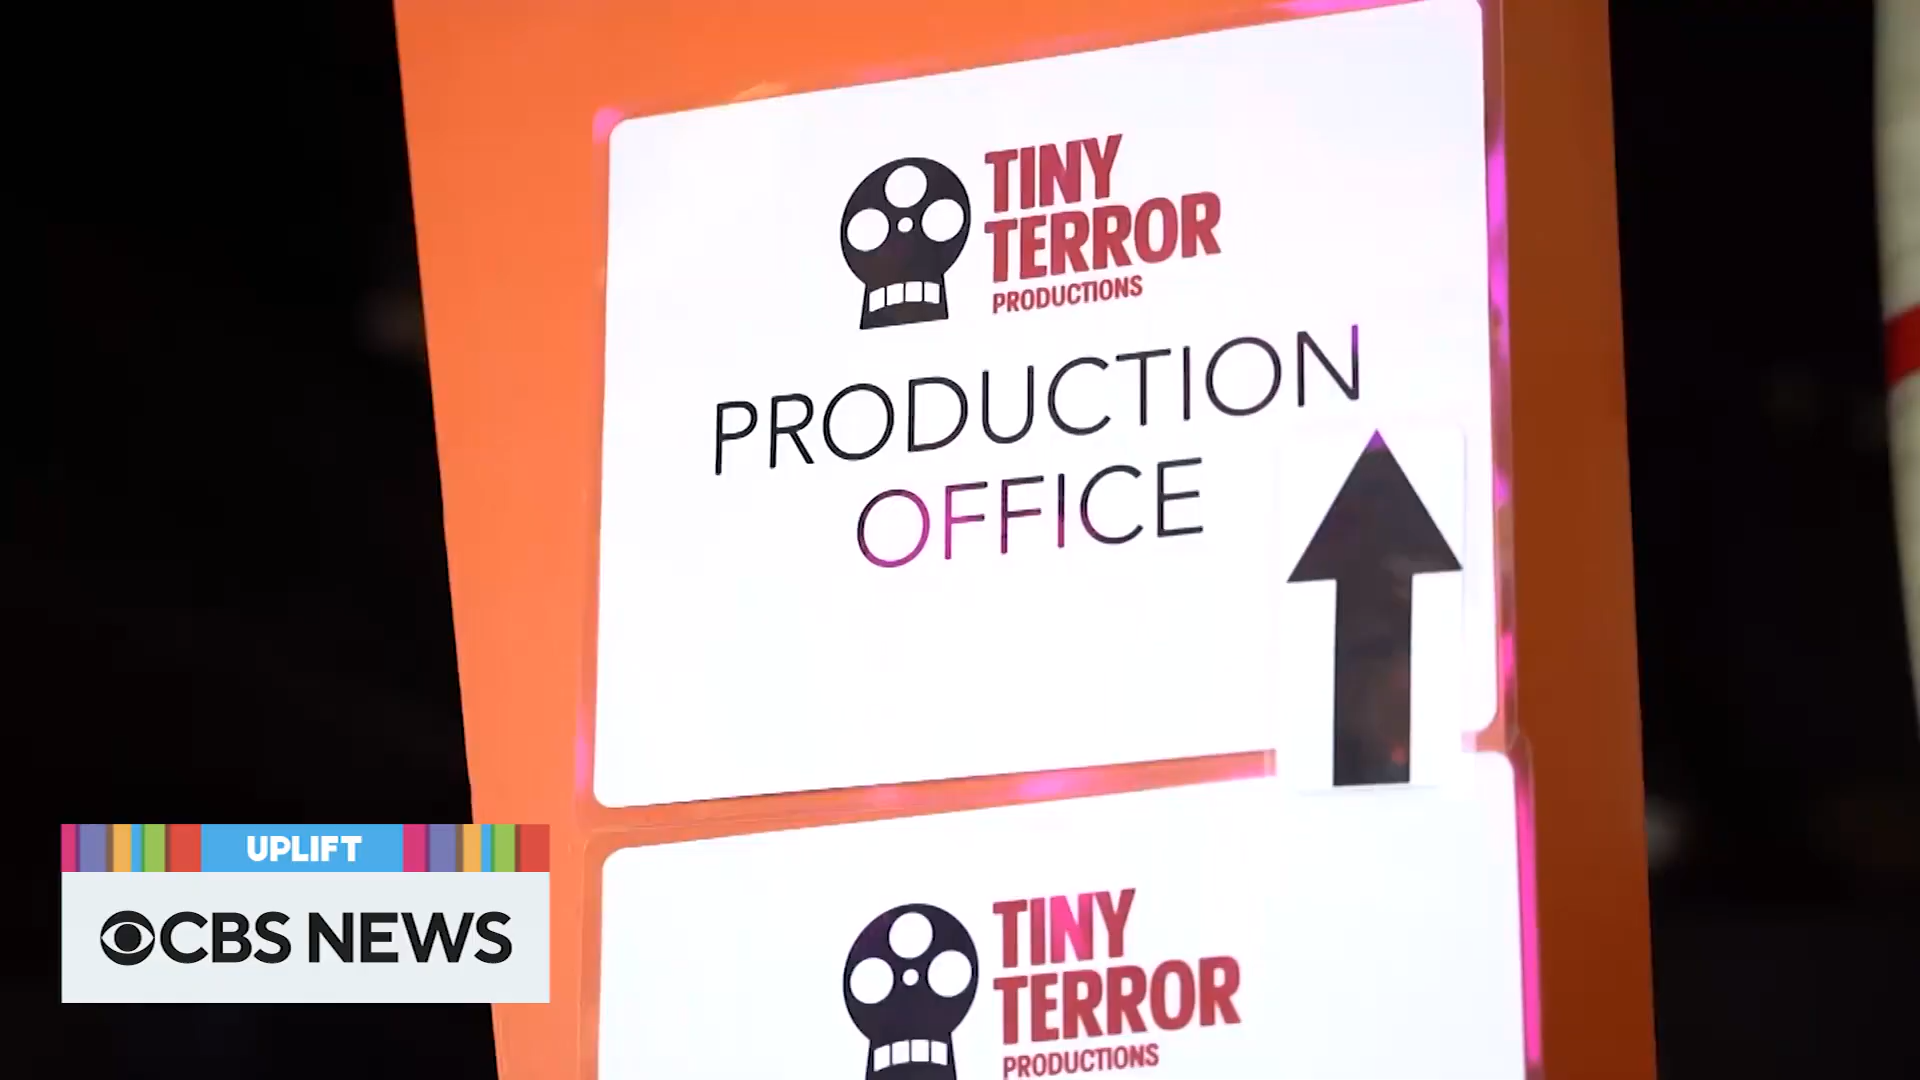 TINY
TERROR
PRODUCTIONS
PRODUCTION
OFFICE
TINY
TERROR
PRODUCTIONS
UPLIFT
CBS NEWS